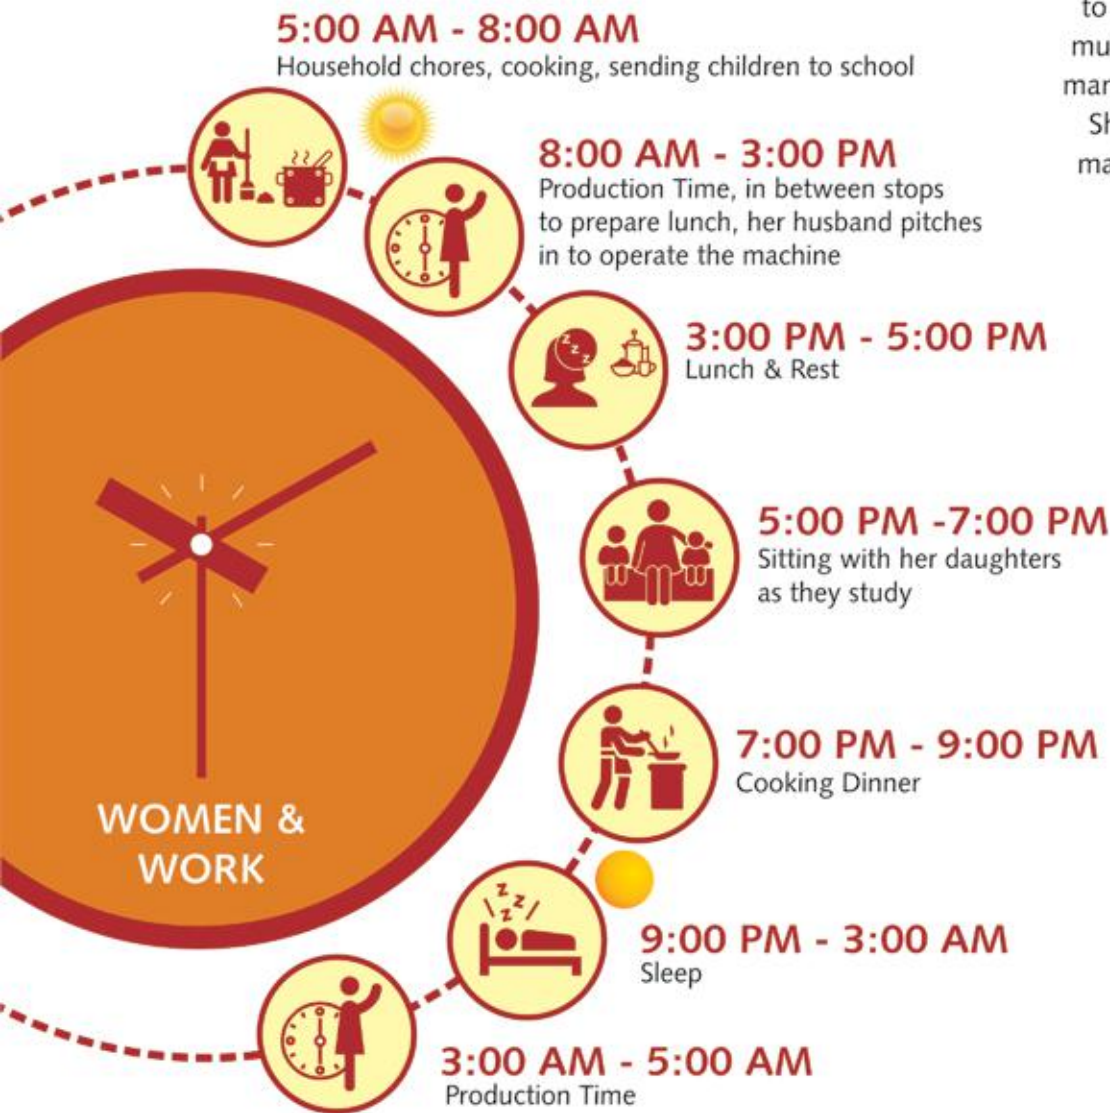 5:00 AM - 8:00 AM
Household chores, cooking, sending children to school
8:00 AM - 3:00 PM
Production Time, in between stops
to prepare lunch, her husband pitches
in to operate the machine
3:00 PM - 5:00 PM
Lunch & Rest
5:00 PM -7:00 PM
Sitting with her daughters
as they study
7:00 PM - 9:00 PM
Cooking Dinner
9:00 PM - 3:00 AM
Sleep
3:00 AM - 5:00 AM
Production Time
WOMEN &
WORK
z z z
z z z
to